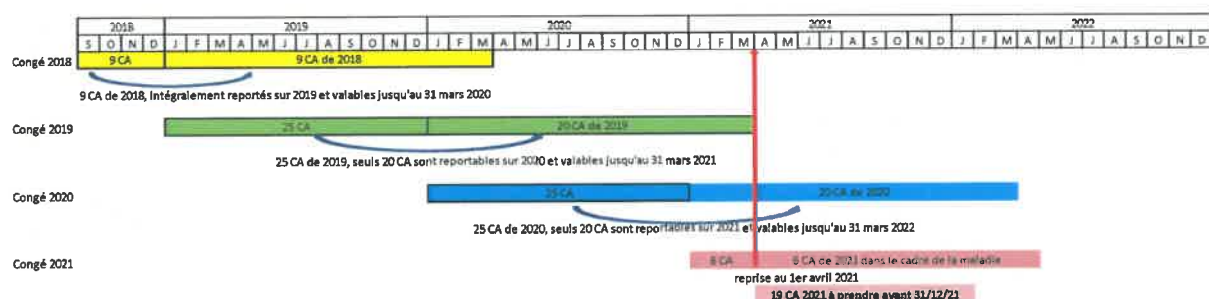 2018 2019 2020 2021 2022
S O N D J F M A M J J A S O N D J F M A M J J A S O N D J F M A M J J A S O N D J F M A M J J A S O N D
Congé 2018 9 CA 9 CA de 2018
9 CA de 2018, intégralement reportés sur 2019 et valables jusqu'au 31 mars 2020
Congé 2019 25 CA 20 CA de 2019
25 CA de 2019, seuls 20 CA sont reportables sur 2020 et valables jusqu'au 31 mars 2021
Congé 2020 25 CA 20 CA de 2020
25 CA de 2020, seuls 20 CA sont reportables sur 2021 et valables jusqu'au 31 mars 2022
Congé 2021 6 CA 6 CA de 2021 dans le cadre de la maladie
reprise au 1er avril 2021
19 CA 2021 à prendre avant 31/12/21